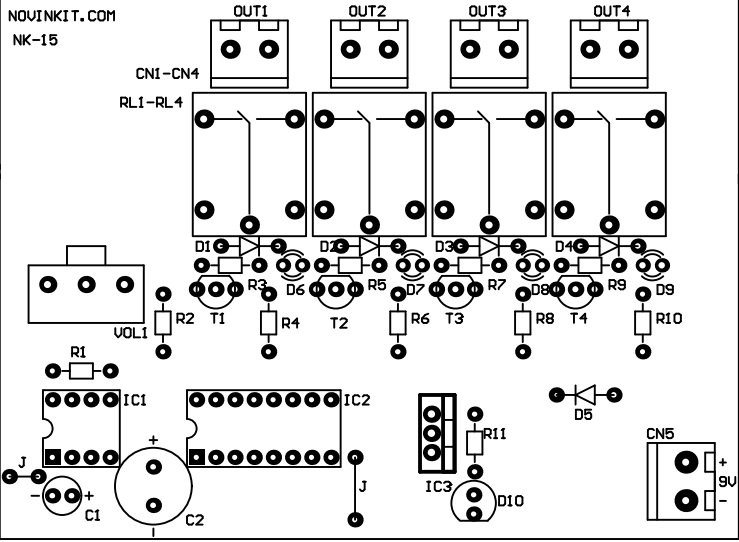 NOVINKIT.COM
OUT1 OUT2 OUT3 OUT4
NK-15
CN1-CN4
RL1-RL4
D1 D2 D3 D4
R3 D6 R5 D7 R7 D8 R9 D9
VOL1 R2 T1 R4 T2 R6 T3 R8 T4 R10
R1
IC1 IC2
D5
R11 CN5
J + +
9V
- + J IC3 D10 -
C1 C2
-